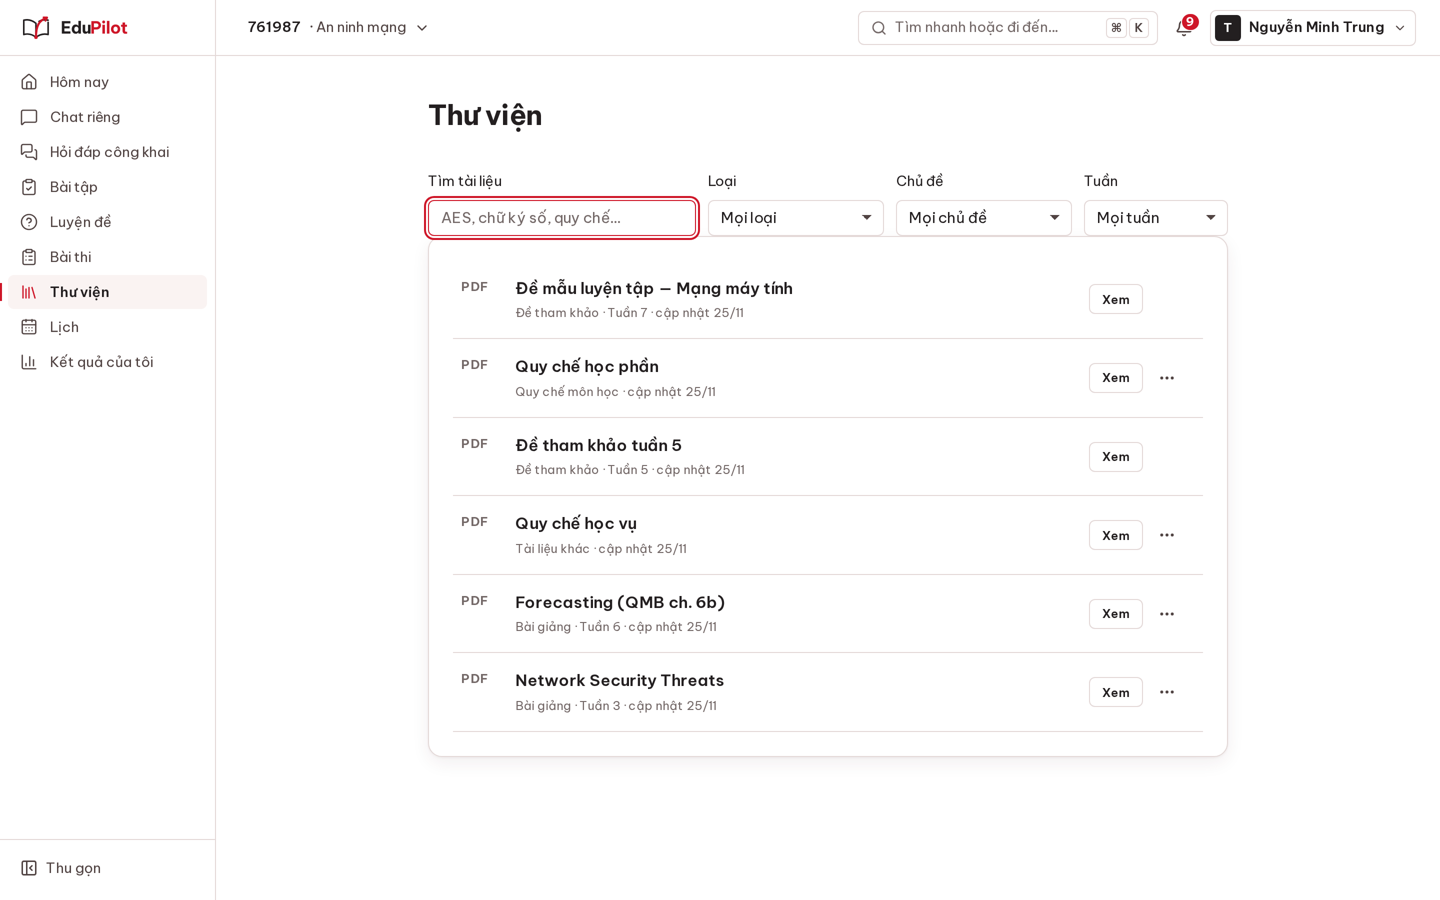 EduPilot
761987 · An ninh mạng
Tìm nhanh hoặc đi đến...
⌘ K
9
T Nguyễn Minh Trung
Hôm nay
Chat riêng
Hỏi đáp công khai
Bài tập
Luyện đề
Bài thi
Thư viện
Lịch
Kết quả của tôi
Thu gọn
Thư viện
Tìm tài liệu
AES, chữ ký số, quy chế...
Loại
Mọi loại
Chủ đề
Mọi chủ đề
Tuần
Mọi tuần
PDF
Đề mẫu luyện tập — Mạng máy tính
Đề tham khảo · Tuần 7 · cập nhật 25/11
Xem
PDF
Quy chế học phần
Quy chế môn học · cập nhật 25/11
Xem
PDF
Đề tham khảo tuần 5
Đề tham khảo · Tuần 5 · cập nhật 25/11
Xem
PDF
Quy chế học vụ
Tài liệu khác · cập nhật 25/11
Xem
PDF
Forecasting (QMB ch. 6b)
Bài giảng · Tuần 6 · cập nhật 25/11
Xem
PDF
Network Security Threats
Bài giảng · Tuần 3 · cập nhật 25/11
Xem